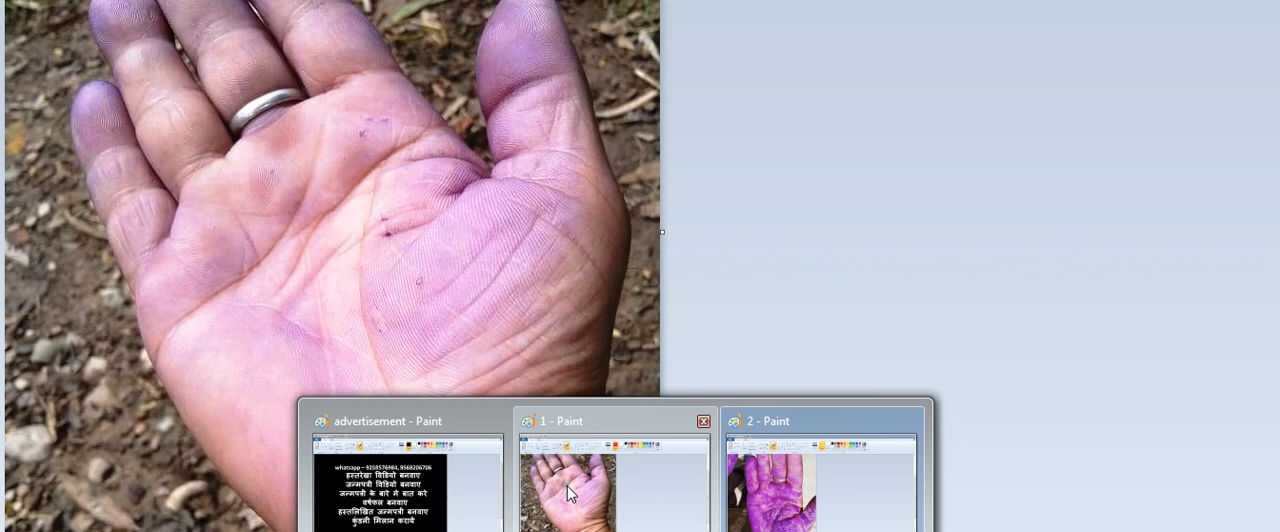 advertisement - Paint
1 - Paint
2 - Paint
whatsapp - 9258576984, 9568206706
हस्तरेखा विडियो बनवाए
जन्मपत्री विडियो बनवाए
जन्मपत्री के बारे मे बात करे
वर्षफल बनवाए
हस्तलिखित जन्मपत्री बनवाए
कुंडली मिलान कराये